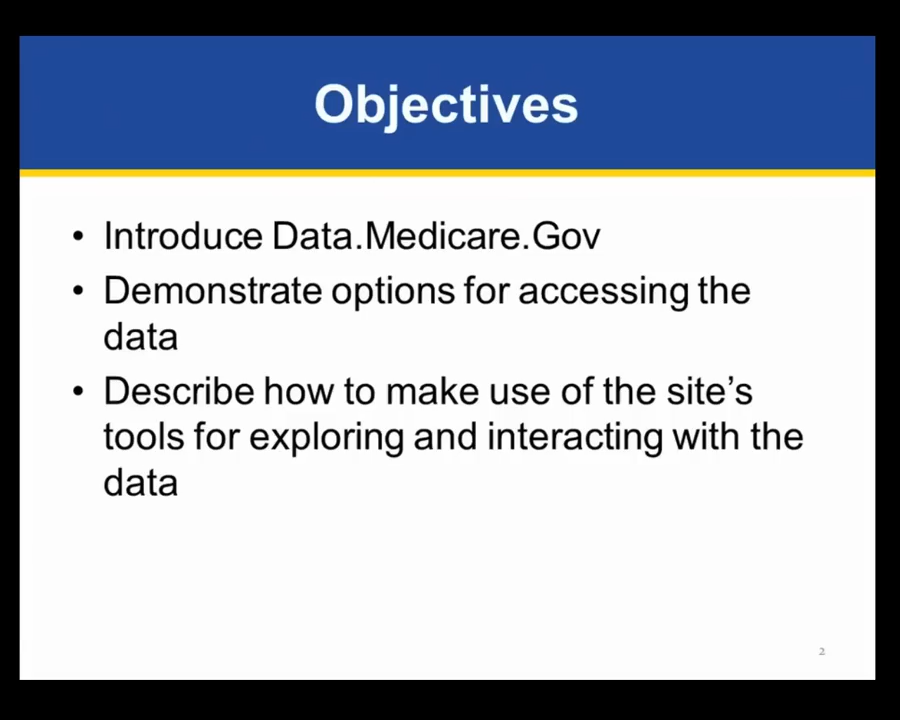 Objectives
• Introduce Data.Medicare.Gov
• Demonstrate options for accessing the
data
• Describe how to make use of the site’s
tools for exploring and interacting with the
data
2